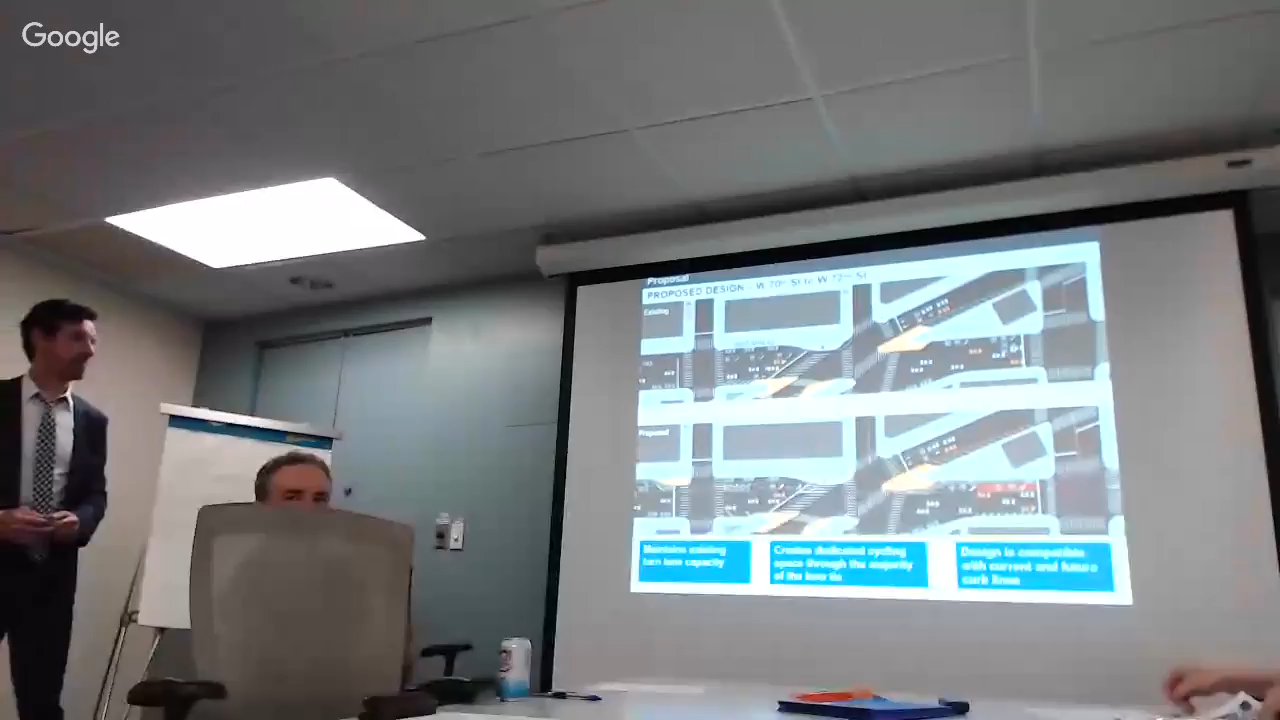 Google
Proposal
PROPOSED DESIGN - W 70th St to W 72nd St
Existing
Proposed
Maintains existing
turn lane capacity
Creates dedicated cycling
space through the majority
of the bow tie
Design is compatible
with current and future
curb lines